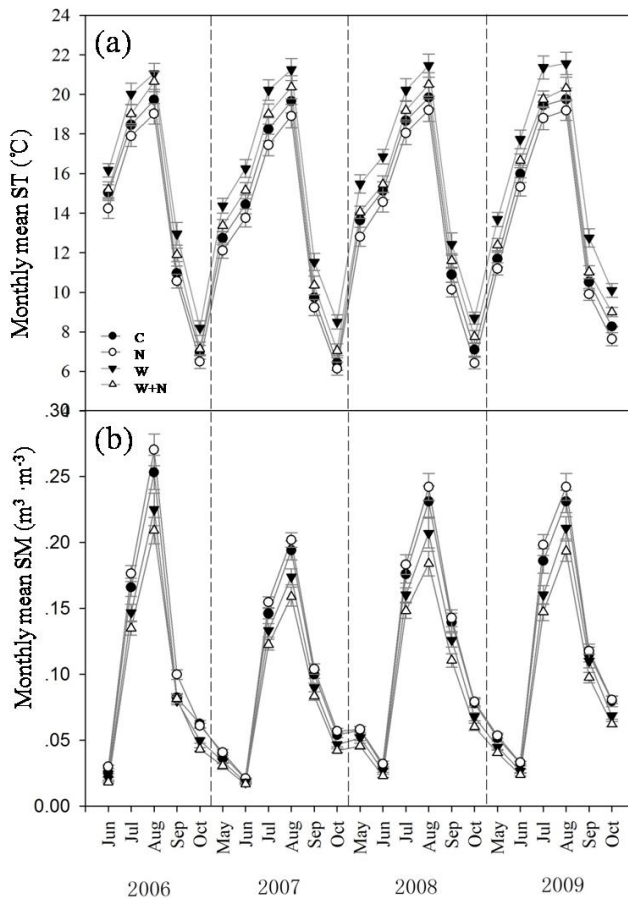 (a)
Monthly mean ST (℃)
24
22
20
18
16
14
12
10
8
6
4
C
N
W
W+N
(b)
Monthly mean SM (m³ ·m⁻³)
.30
.25
.20
.15
.10
.05
0.00
Jun
Jul
Aug
Sep
Oct
May
Jun
Jul
Aug
Sep
Oct
May
Jun
Jul
Aug
Sep
Oct
May
Jun
Jul
Aug
Sep
Oct
2006
2007
2008
2009